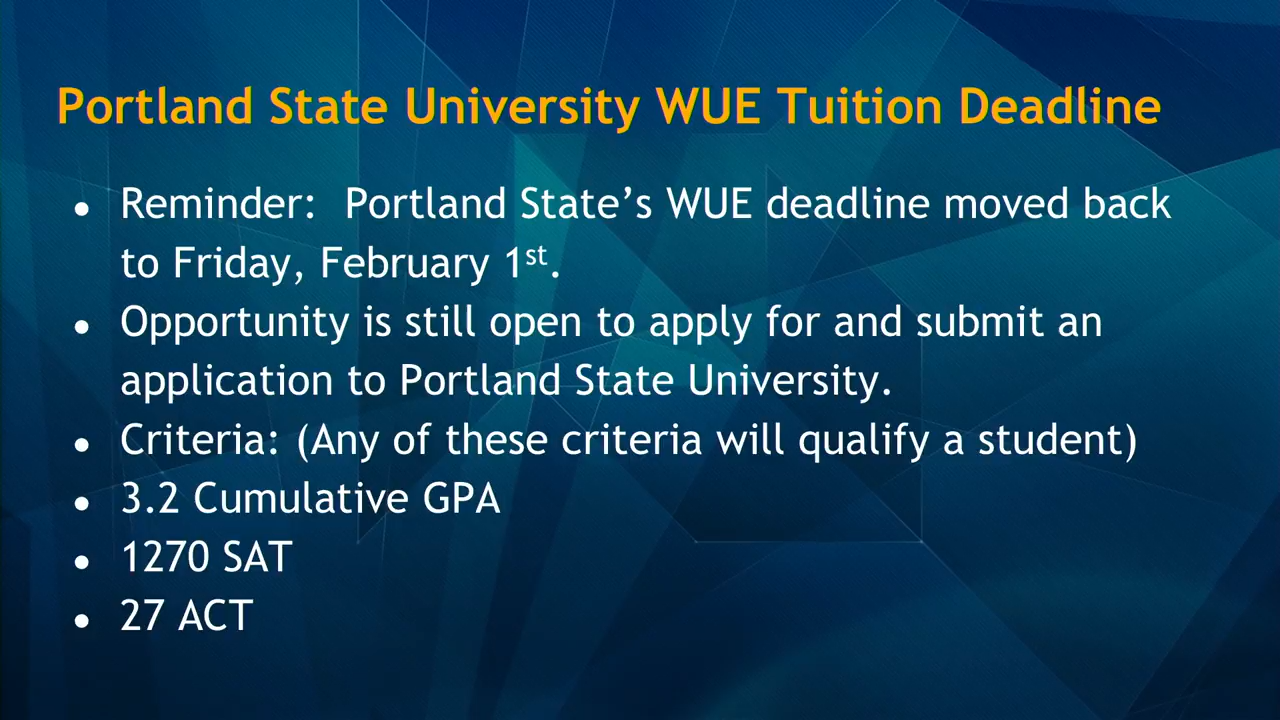 Portland State University WUE Tuition Deadline
• Reminder:  Portland State’s WUE deadline moved back
to Friday, February 1st.
• Opportunity is still open to apply for and submit an
application to Portland State University.
• Criteria: (Any of these criteria will qualify a student)
• 3.2 Cumulative GPA
• 1270 SAT
• 27 ACT